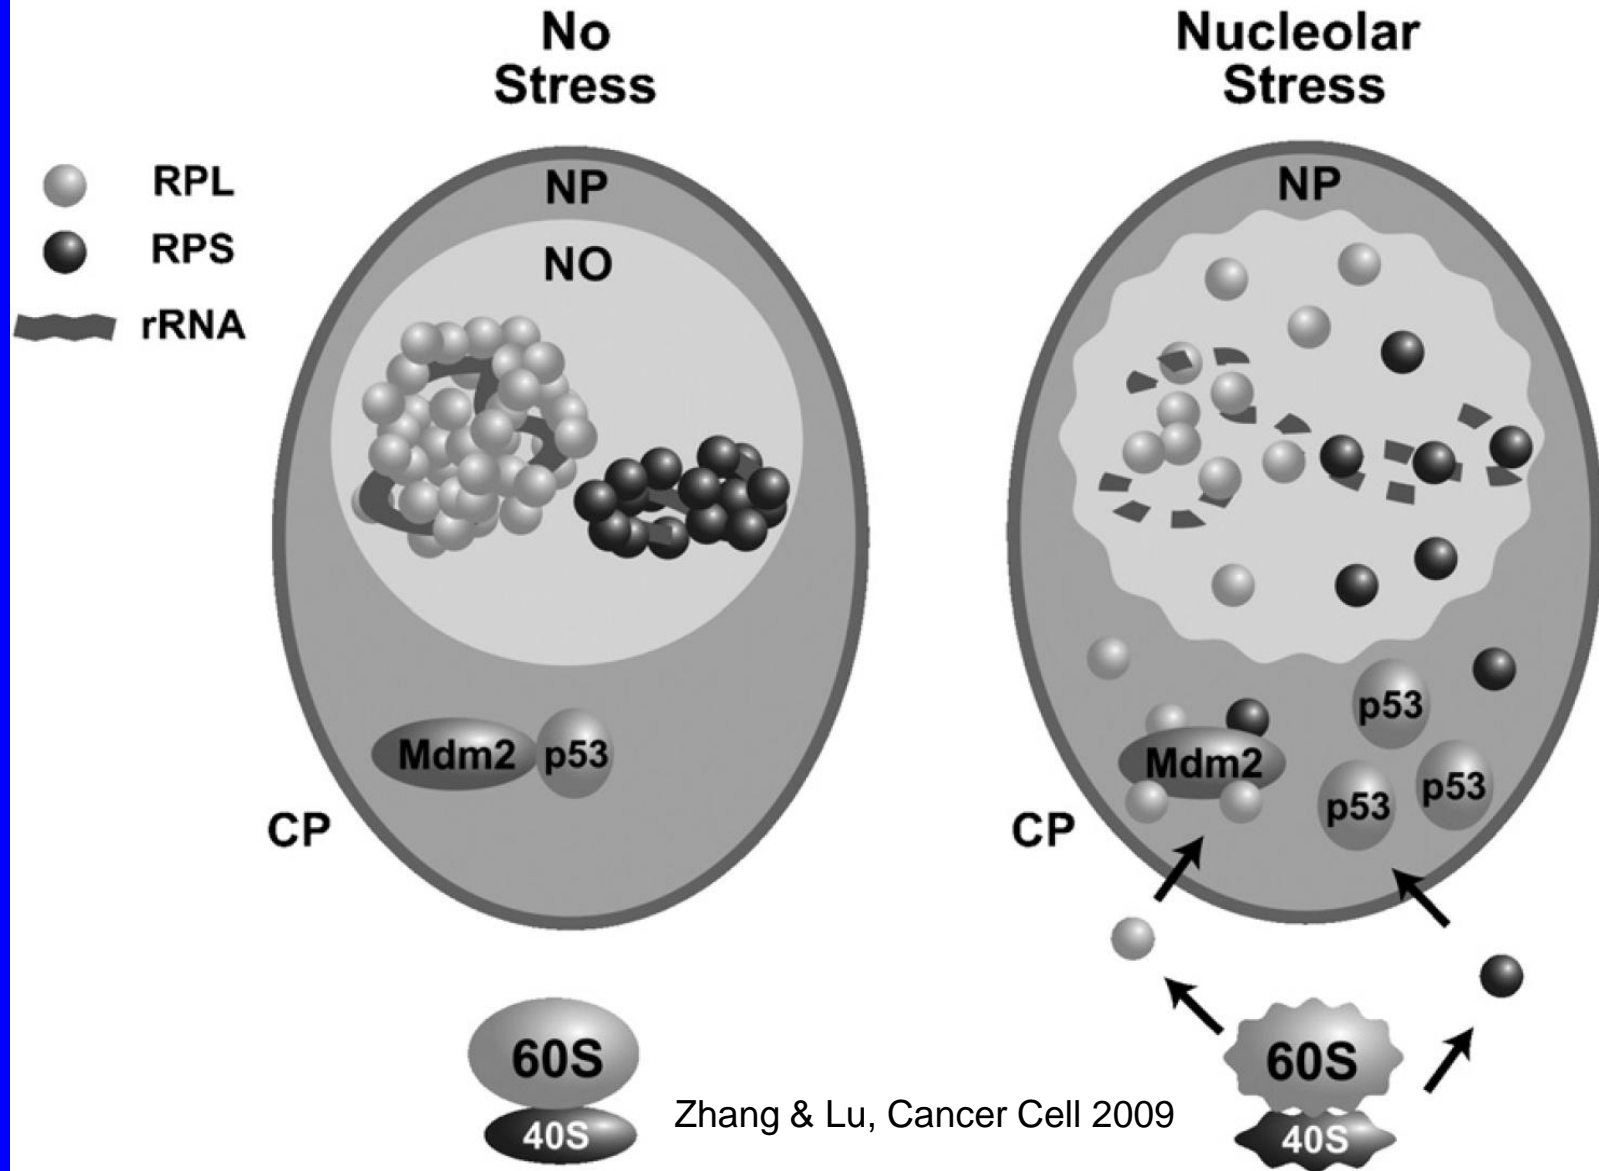 No
Stress
Nucleolar
Stress
RPL
RPS
rRNA
NP
NO
Mdm2
p53
CP
60S
40S
NP
p53
Mdm2
p53
p53
CP
60S
40S
Zhang & Lu, Cancer Cell 2009